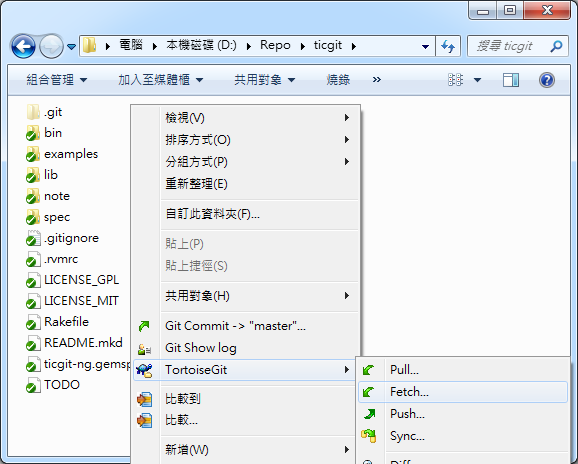 電腦 本機磁碟 (D:) Repo ticgit 搜尋 ticgit
組合管理 加入至媒體櫃 共用對象 燒錄 »
.git
bin
examples
lib
note
spec
.gitignore
.rvmrc
LICENSE_GPL
LICENSE_MIT
Rakefile
README.mkd
ticgit-ng.gemsp
TODO
檢視(V)
排序方式(O)
分組方式(P)
重新整理(E)
自訂此資料夾(F)...
貼上(P)
貼上捷徑(S)
共用對象(H)
Git Commit -> "master"...
Git Show log
TortoiseGit
比較到
比較...
新增(W)
Pull...
Fetch...
Push...
Sync...